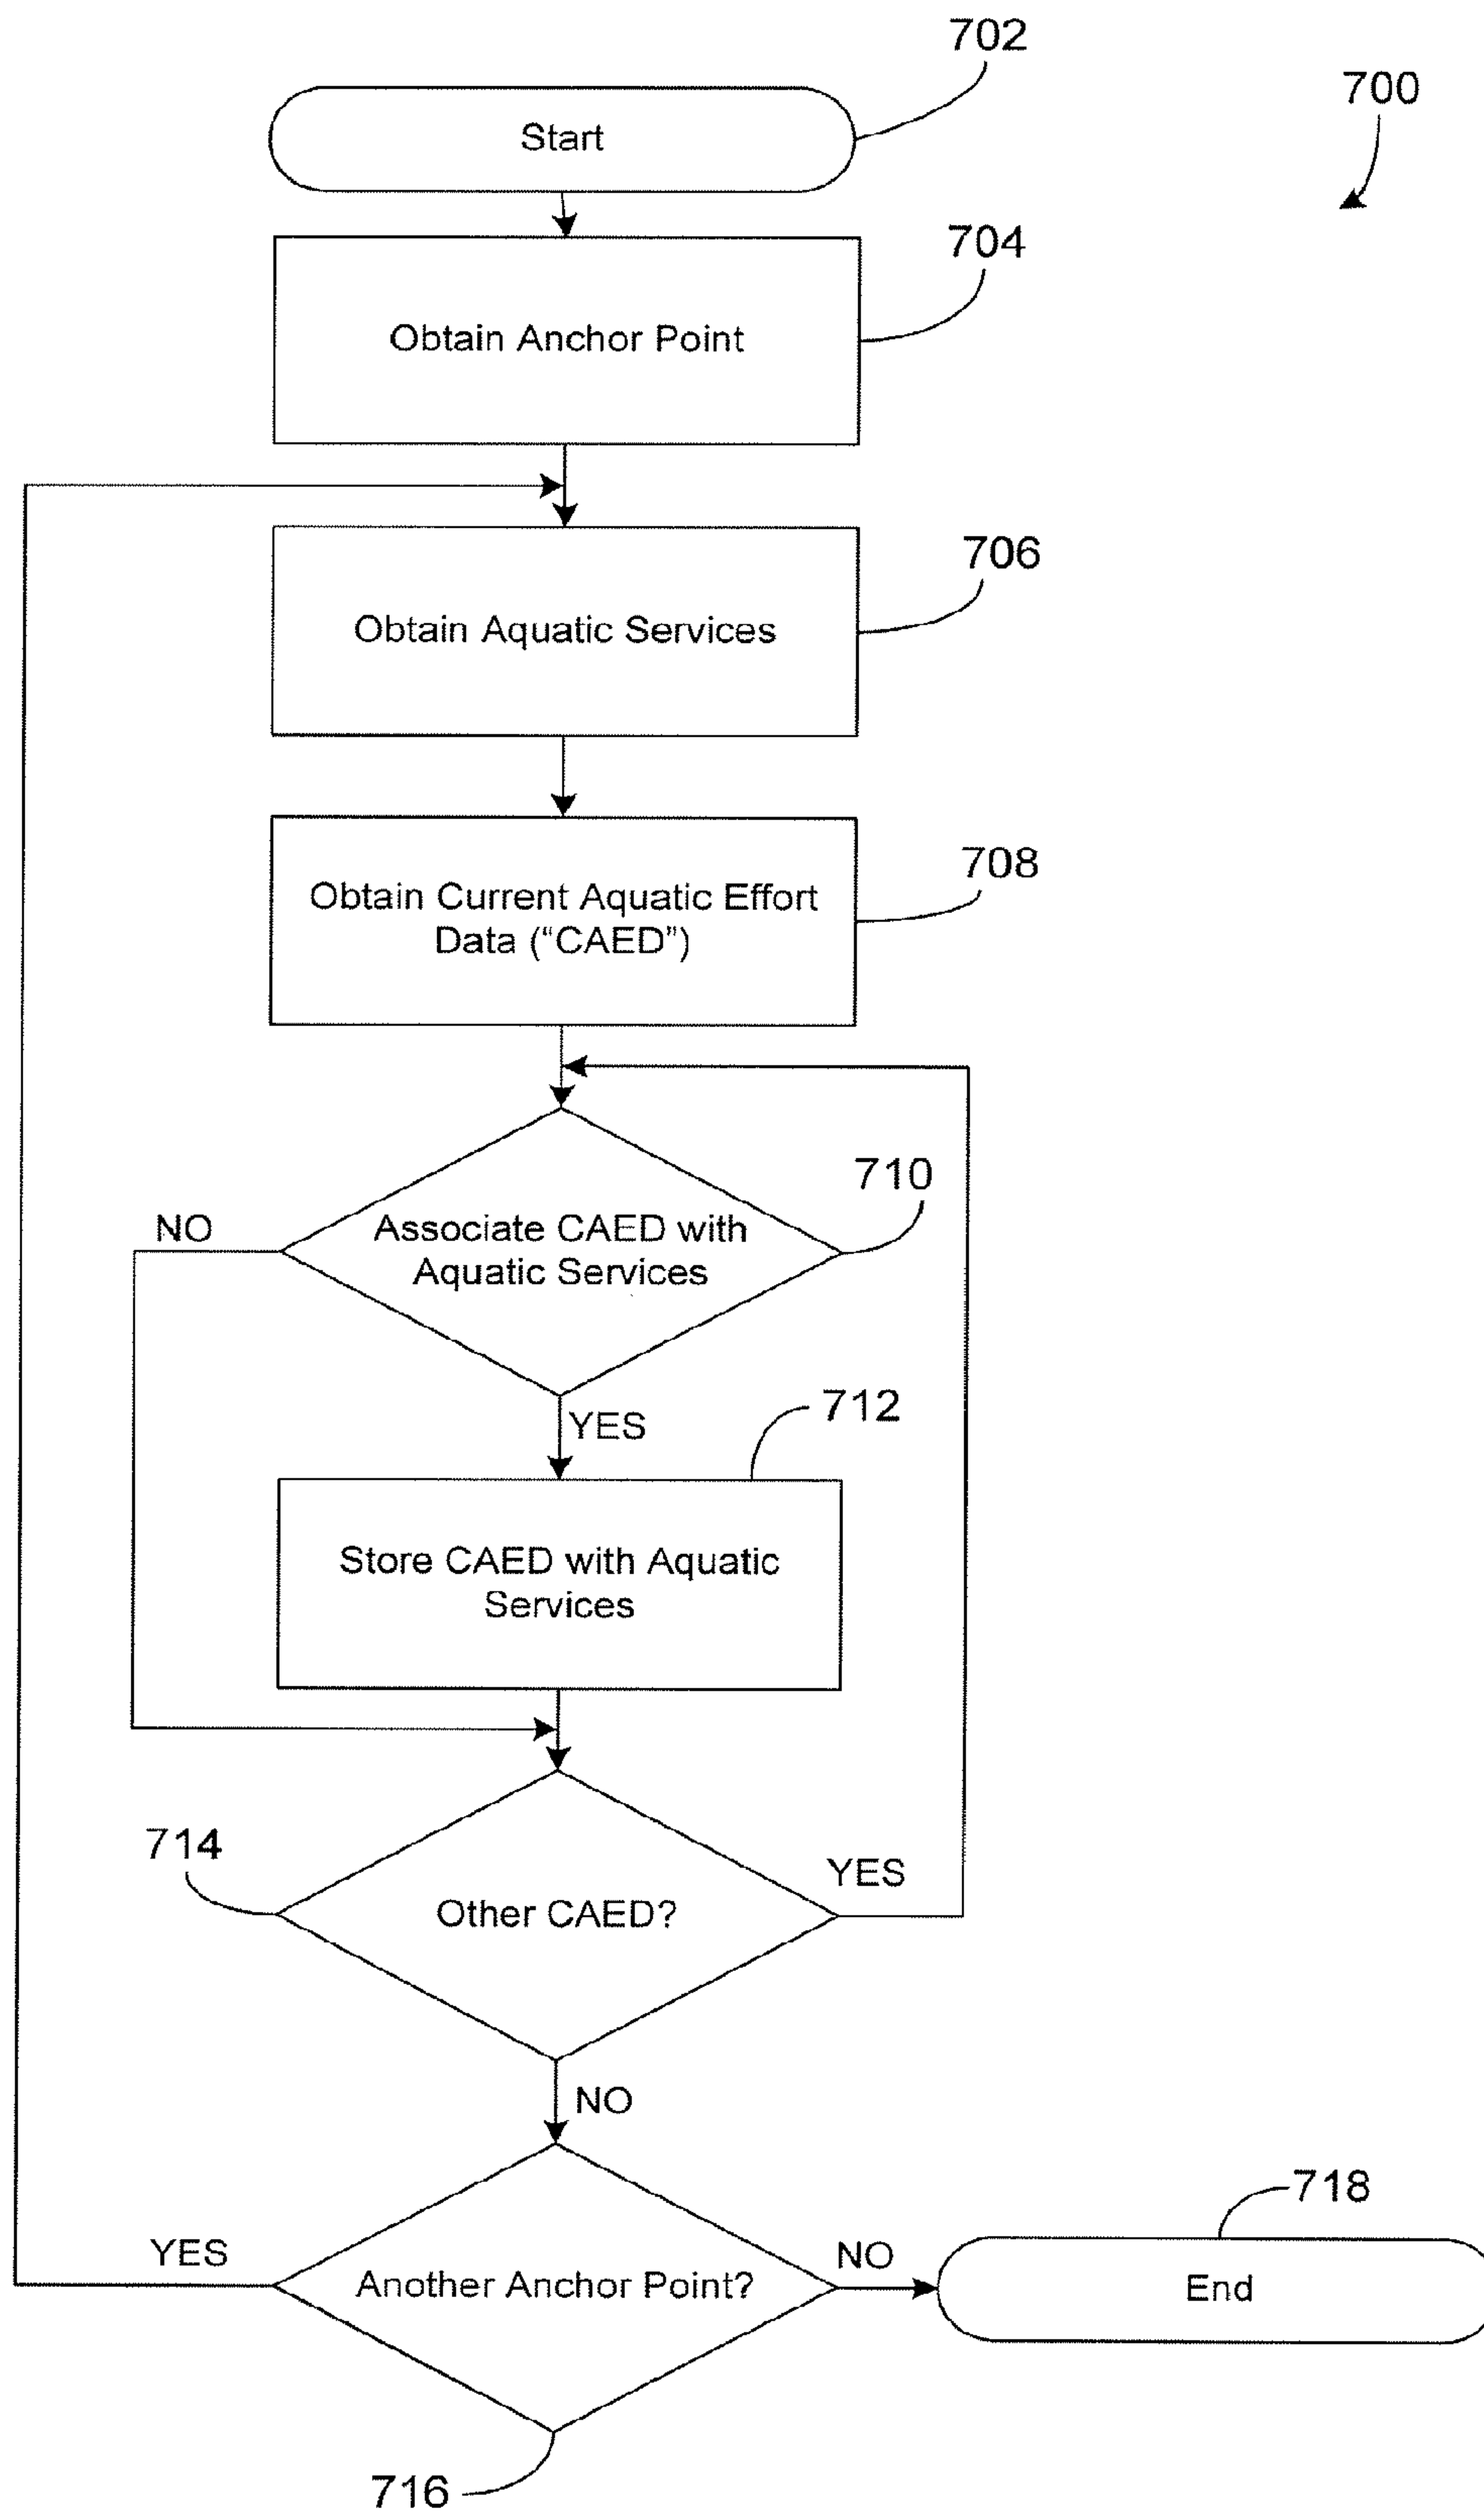 702
700
Start
704
Obtain Anchor Point
706
Obtain Aquatic Services
708
Obtain Current Aquatic Effort
Data (“CAED”)
710
NO
Associate CAED with
Aquatic Services
YES
712
Store CAED with Aquatic
Services
714
YES
Other CAED?
NO
718
YES
NO
Another Anchor Point?
End
716